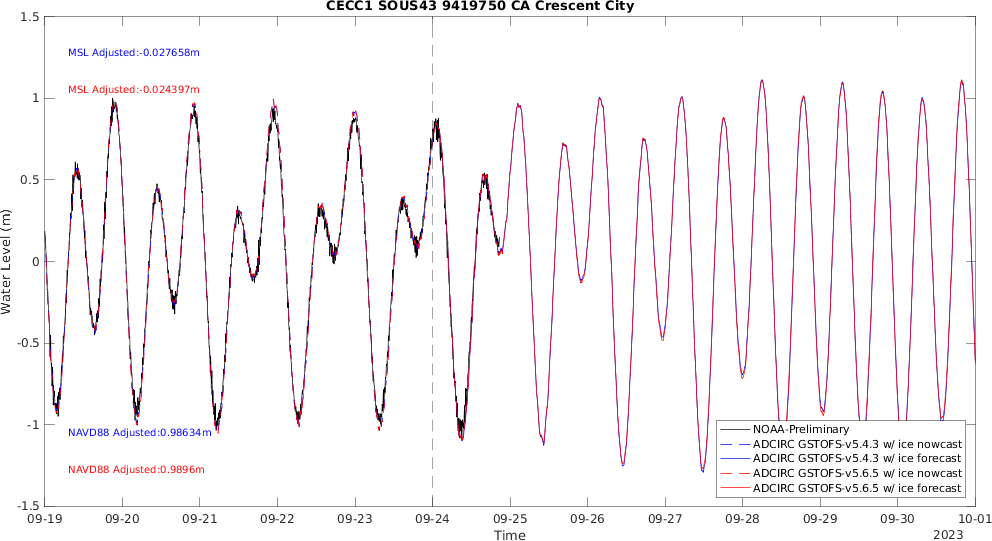 CECC1 SOUS43 9419750 CA Crescent City
1.5
1
0.5
0
-0.5
-1
-1.5
Water Level (m)
MSL Adjusted:-0.027658m
MSL Adjusted:-0.024397m
NAVD88 Adjusted:0.98634m
NAVD88 Adjusted:0.9896m
NOAA-Preliminary
ADCIRC GSTOFS-v5.4.3 w/ ice nowcast
ADCIRC GSTOFS-v5.4.3 w/ ice forecast
ADCIRC GSTOFS-v5.6.5 w/ ice nowcast
ADCIRC GSTOFS-v5.6.5 w/ ice forecast
09-19 09-20 09-21 09-22 09-23 09-24 09-25 09-26 09-27 09-28 09-29 09-30 10-01
Time
2023